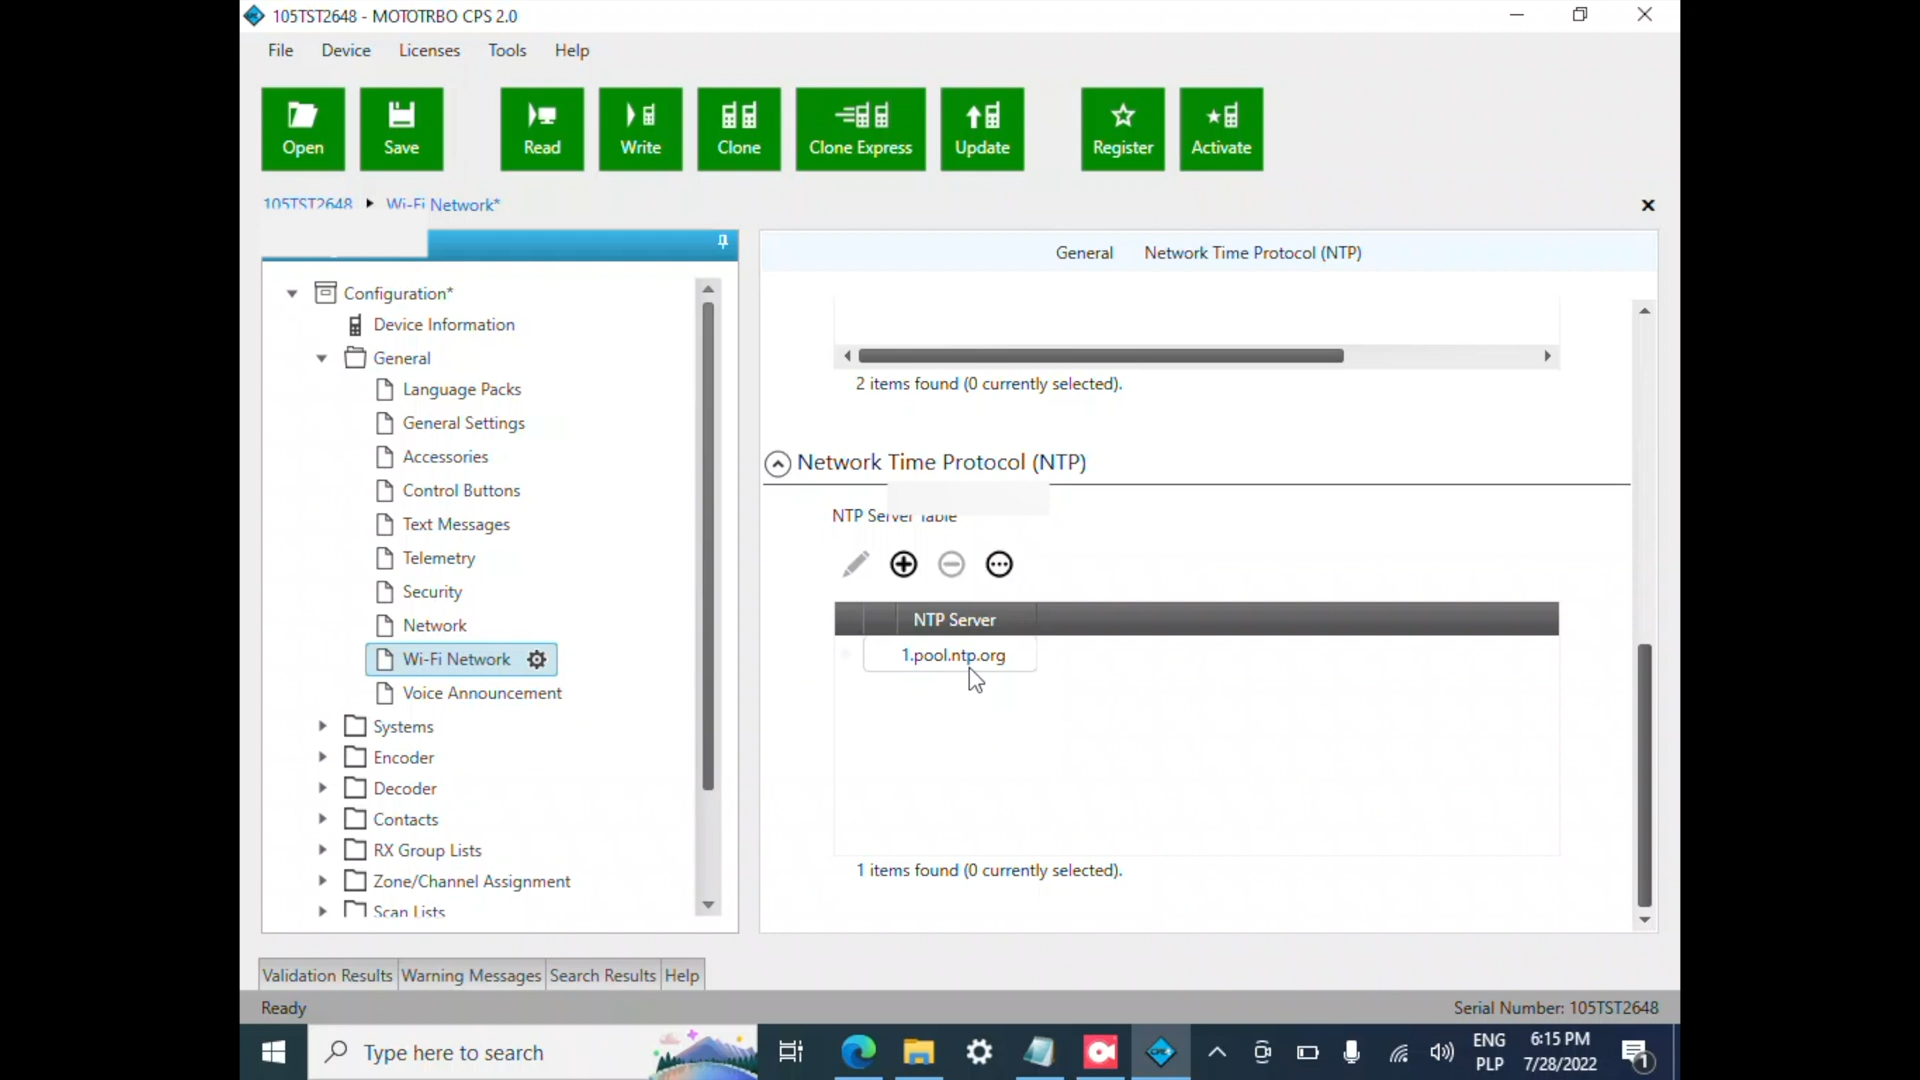 105TST2648 - MOTOTRBO CPS 2.0
File Device Licenses Tools Help
Open Save Read Write Clone Clone Express Update Register Activate
105TST2648 Wi-Fi Network*
General Network Time Protocol (NTP)
Configuration*
Device Information
General
Language Packs
General Settings
Accessories
Control Buttons
Text Messages
Telemetry
Security
Network
Wi-Fi Network
Voice Announcement
Systems
Encoder
Decoder
Contacts
RX Group Lists
Zone/Channel Assignment
Scan Lists
2 items found (0 currently selected).
Network Time Protocol (NTP)
NTP Server Table
NTP Server
1.pool.ntp.org
1 items found (0 currently selected).
Validation Results Warning Messages Search Results Help
Ready Serial Number: 105TST2648
Type here to search
ENG
PLP
6:15 PM
7/28/2022
1